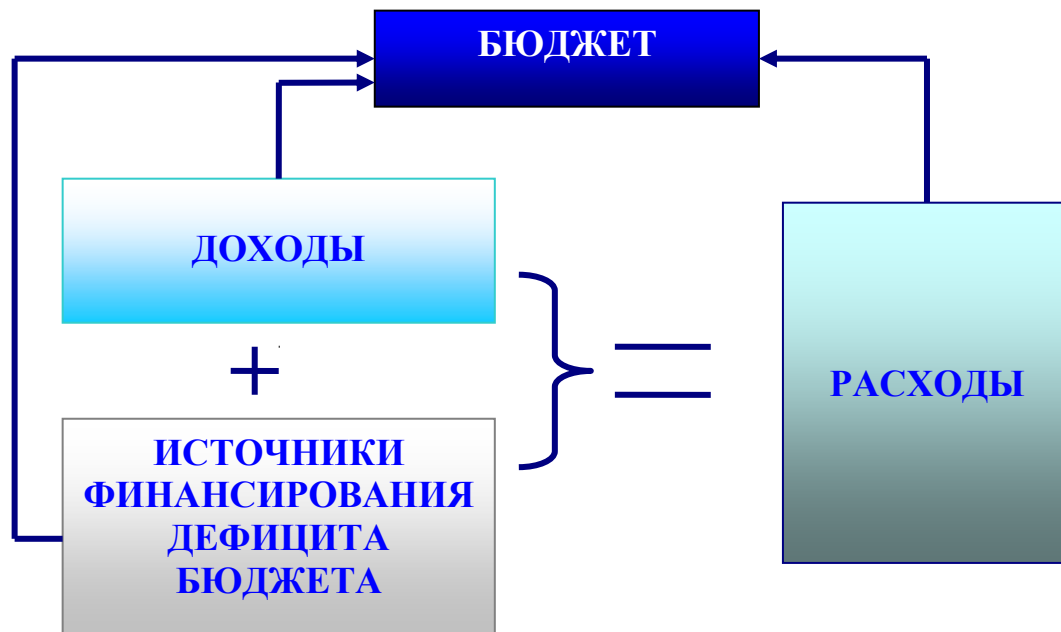 БЮДЖЕТ
ДОХОДЫ
+
=
ИСТОЧНИКИ
ФИНАНСИРОВАНИЯ
ДЕФИЦИТА
БЮДЖЕТА
РАСХОДЫ